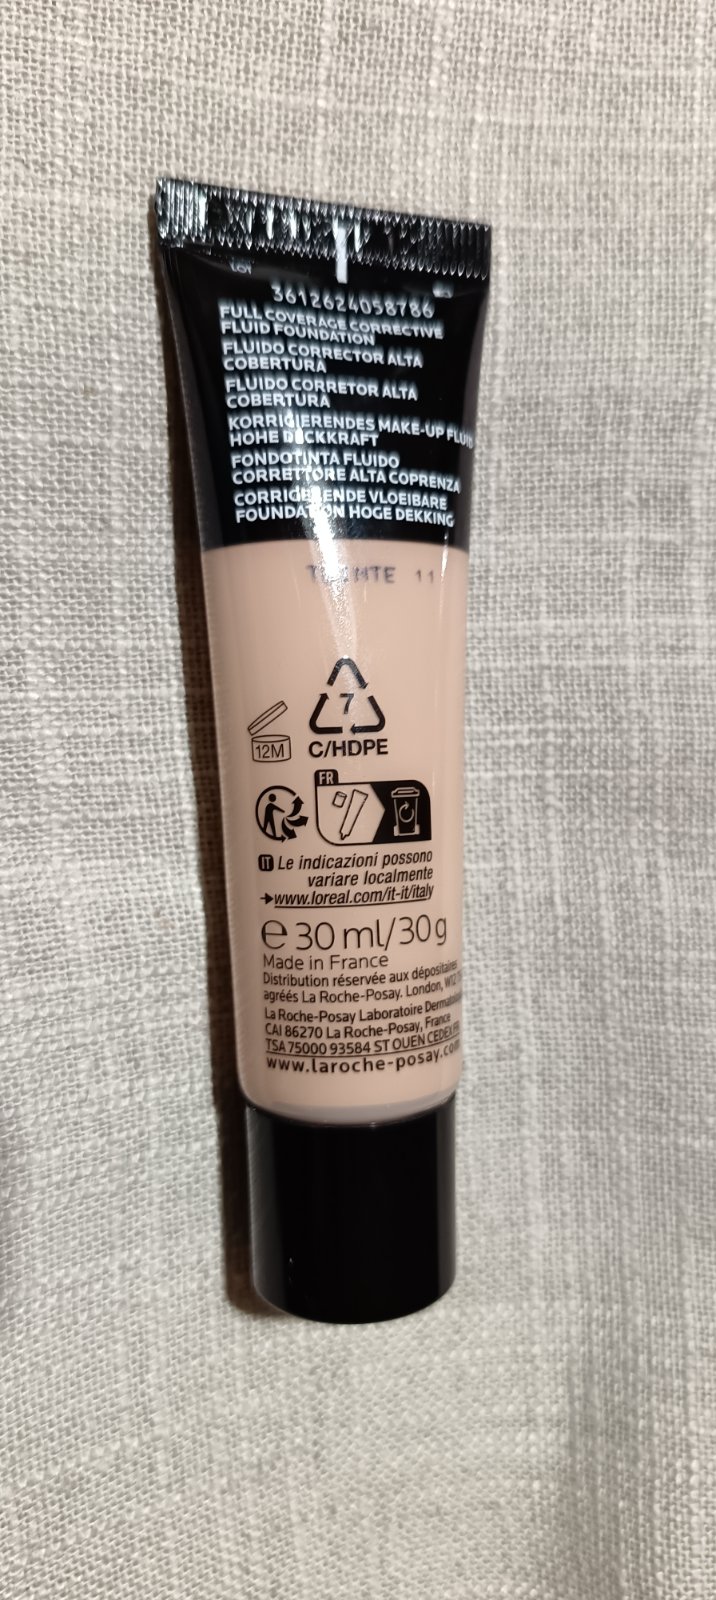 3612624058786
FULL COVERAGE CORRECTIVE
FLUID FOUNDATION
FLUIDO CORRECTOR ALTA
COBERTURA
FLUIDO CORRETOR ALTA
COBERTURA
KORRIGIERENDES MAKE-UP FLUID
HOHE DECKKRAFT
FONDOTINTA FLUIDO
CORRETTORE ALTA COPRENZA
CORRIGERENDE VLOEIBARE
FOUNDATION HOGE DEKKING
TEINTE 11
7
12M
C/HDPE
FR
IT Le indicazioni possono
variare localmente
www.loreal.com/it-it/italy
e 30 ml/30 g
Made in France
Distribution réservée aux dépositaires
agréés La Roche-Posay. London, W12
La Roche-Posay Laboratoire
CAI 86270 La Roche-Posay, France
TSA 75000 93584 ST OUEN CEDEX FR
www.laroche-posay.com